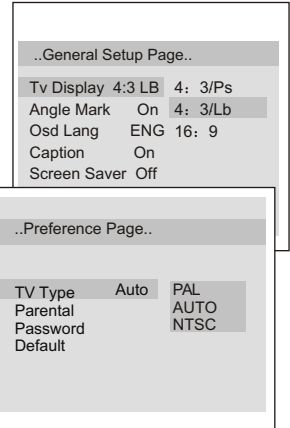 ..General Setup Page..
Tv Display 4:3 LB 4：3/Ps
Angle Mark On 4：3/Lb
Osd Lang ENG 16：9
Caption On
Screen Saver Off
..Preference Page..
TV Type Auto PAL
Parental AUTO
Password NTSC
Default